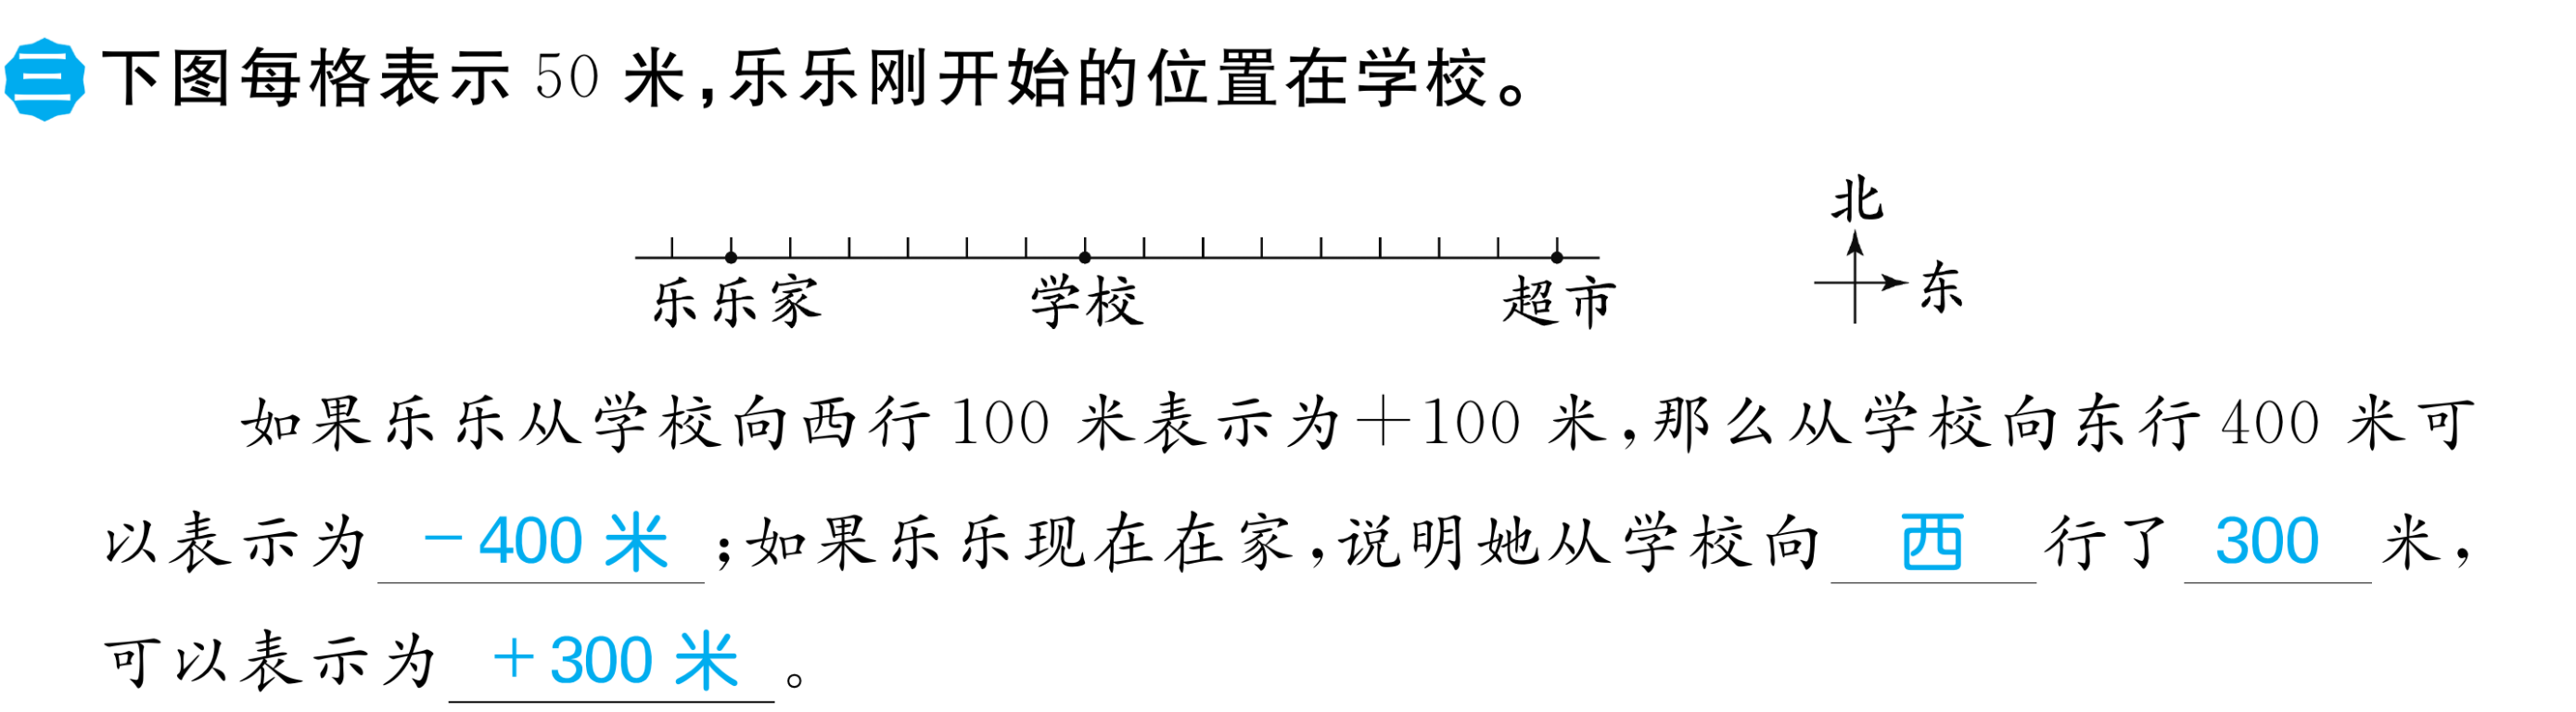 三 下图每格表示 50 米,乐乐刚开始的位置在学校。
北
东
乐乐家 学校 超市
如果乐乐从学校向西行 100 米表示为+100 米,那么从学校向东行 400 米可
以表示为 -400 米 ;如果乐乐现在在家,说明她从学校向 西 行了 300 米,
可以表示为 +300 米 。